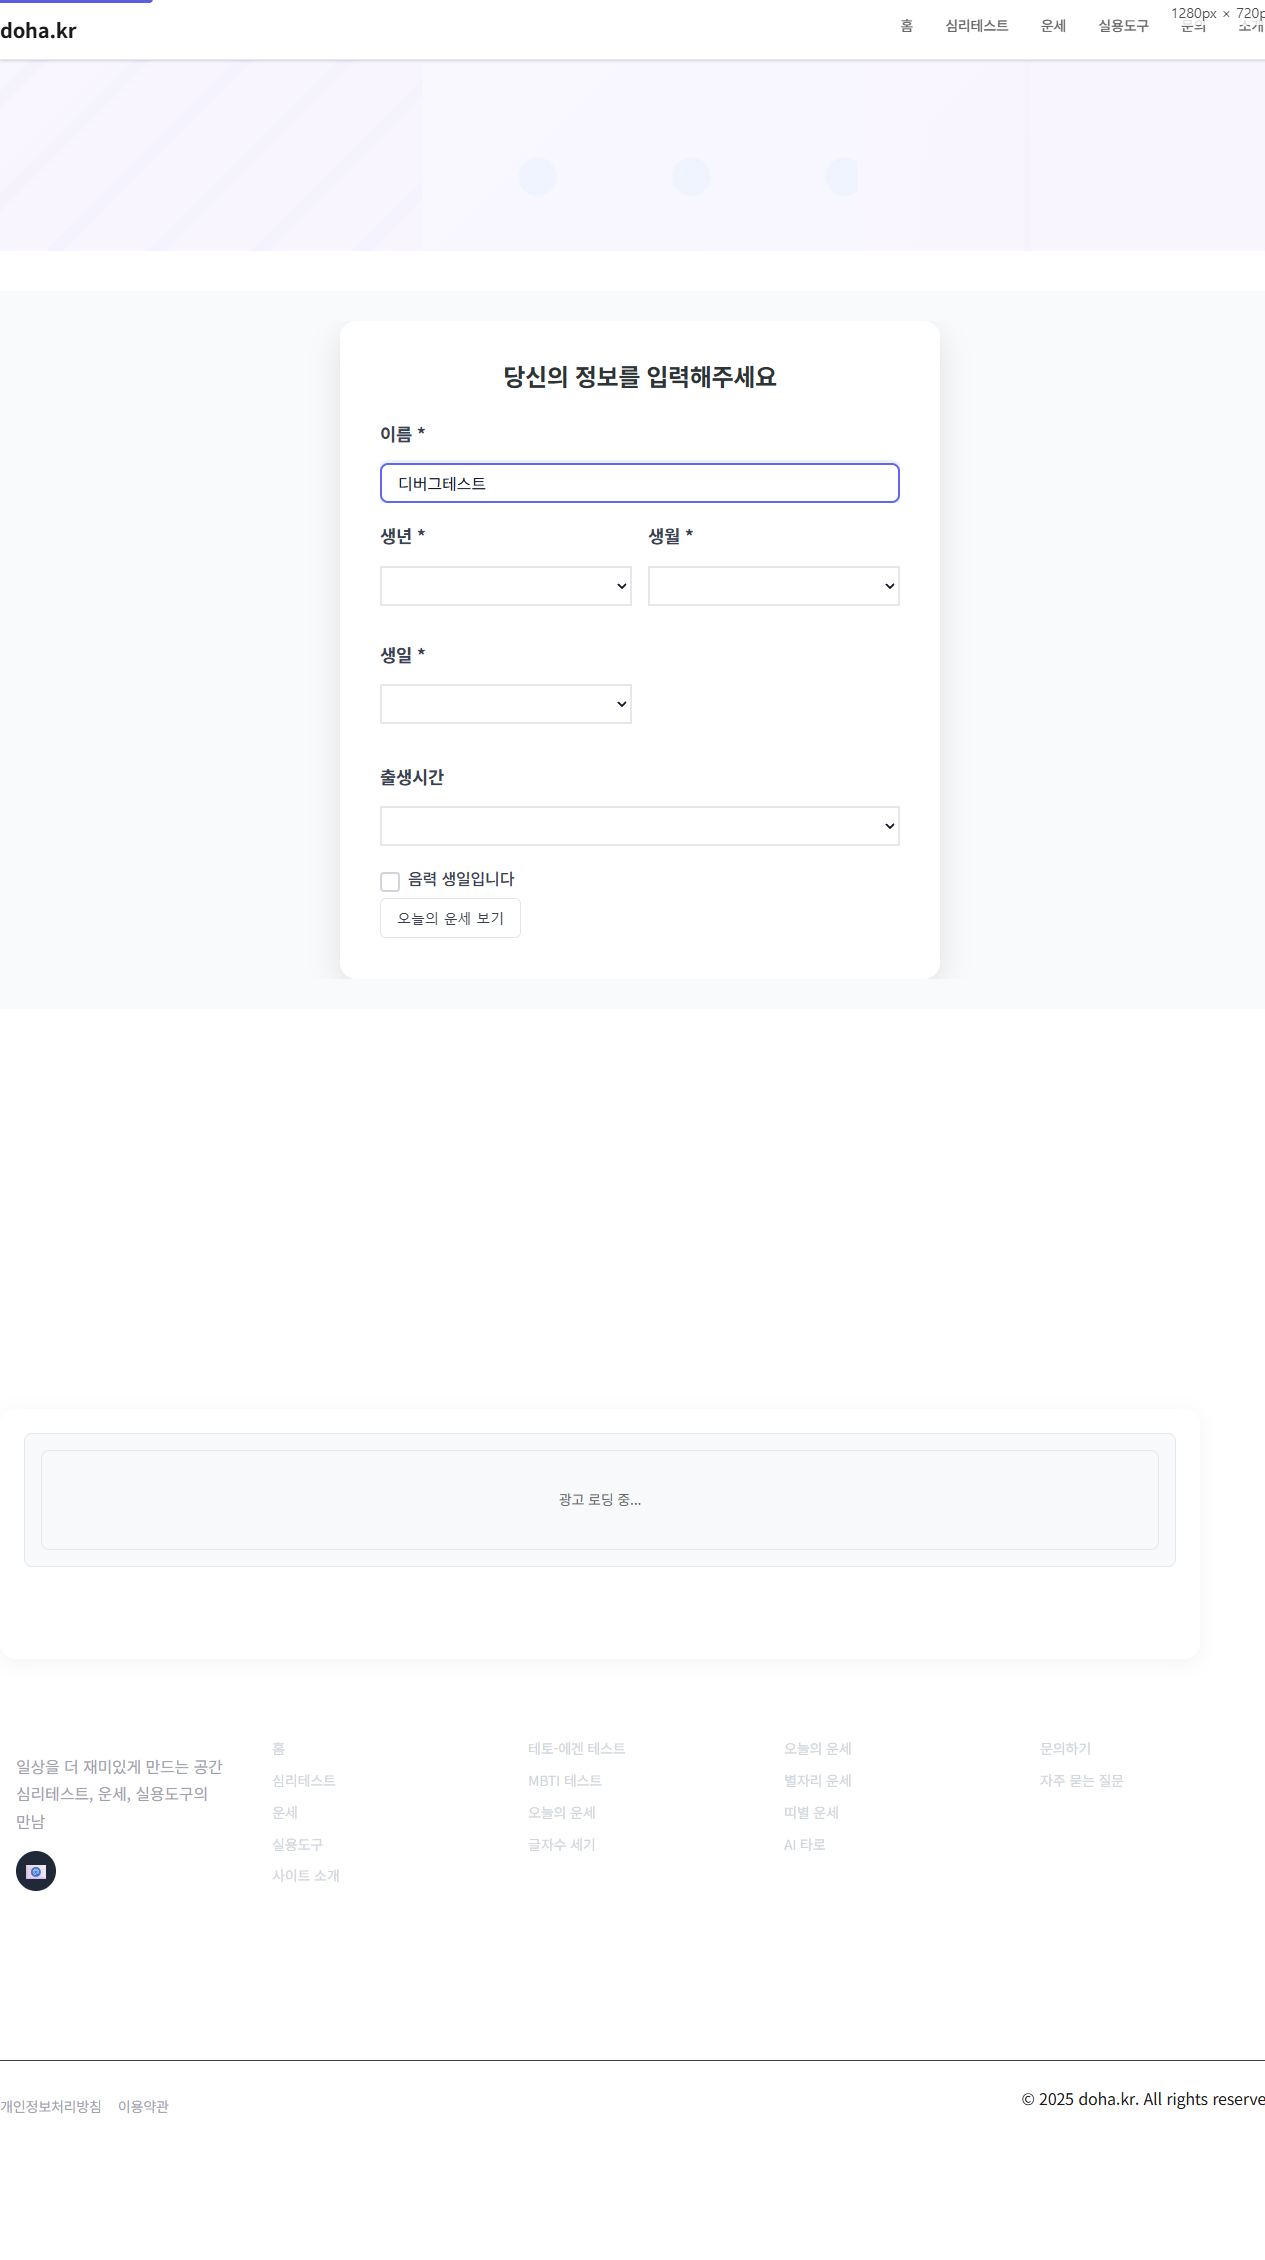 doha.kr
홈 심리테스트 운세 실용도구 문의 소개
1280px × 720p
당신의 정보를 입력해주세요
이름 *
디버그테스트
생년 * 생월 *
생일 *
출생시간
음력 생일입니다
오늘의 운세 보기
광고 로딩 중...
일상을 더 재미있게 만드는 공간
심리테스트, 운세, 실용도구의
만남
홈
심리테스트
운세
실용도구
사이트 소개
테토-에겐 테스트
MBTI 테스트
오늘의 운세
글자수 세기
오늘의 운세
별자리 운세
띠별 운세
AI 타로
문의하기
자주 묻는 질문
개인정보처리방침 이용약관
© 2025 doha.kr. All rights reserve